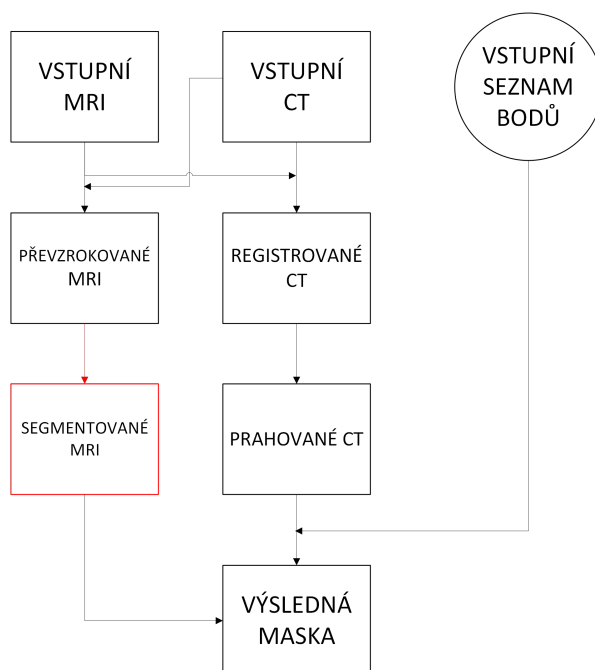 VSTUPNÍ
MRI
VSTUPNÍ
CT
VSTUPNÍ
SEZNAM
BODŮ
PŘEVZROKOVANÉ
MRI
REGISTROVANÉ
CT
SEGMENTOVANÉ
MRI
PRAHOVANÉ CT
VÝSLEDNÁ
MASKA